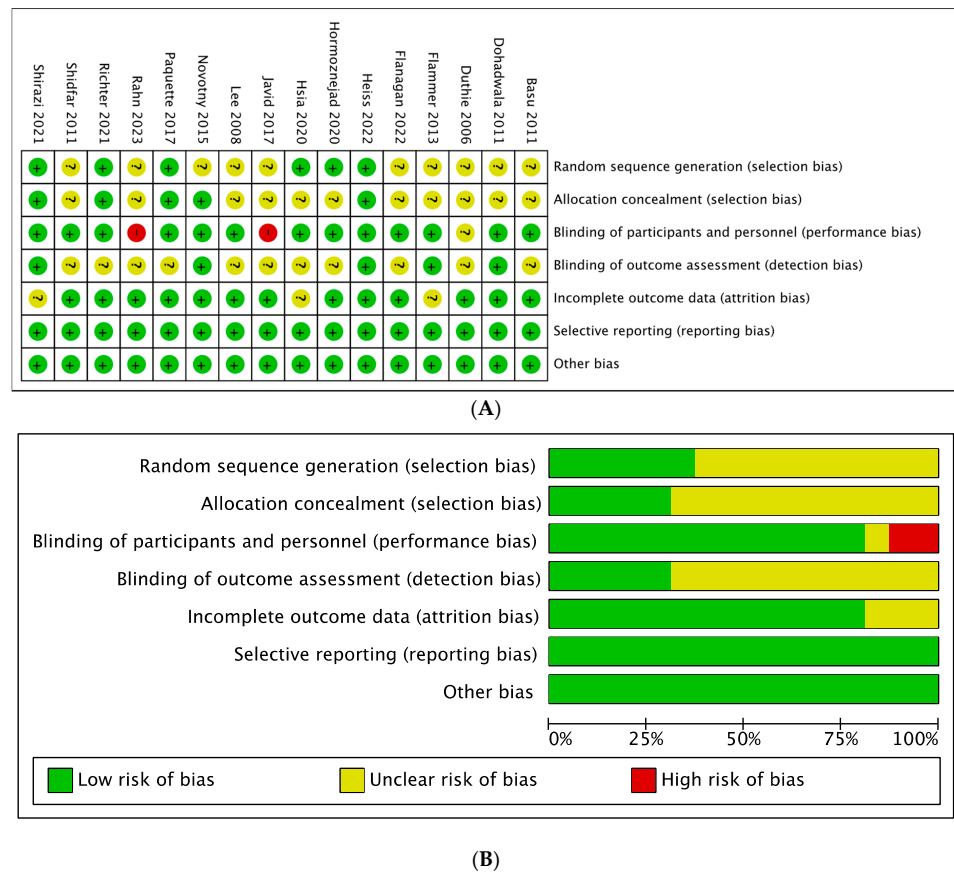 Shirazi 2021
Shidfar 2011
Richter 2021
Rahn 2023
Paquette 2017
Novotny 2015
Lee 2008
Javid 2017
Hsia 2020
Hormoznejad 2020
Heiss 2022
Flanagan 2022
Flammer 2013
Duthie 2006
Dohadwala 2011
Basu 2011
+ ? + ? + ? ? ? + + + ? ? ? ? ? Random sequence generation (selection bias)
+ ? + ? + + ? ? ? ? + ? ? ? ? ? Allocation concealment (selection bias)
+ + + - + + + - + + + + + ? + + Blinding of participants and personnel (performance bias)
+ ? ? ? ? + ? ? ? ? + ? + ? + ? Blinding of outcome assessment (detection bias)
? + + + + + + + ? + + + ? + + + Incomplete outcome data (attrition bias)
+ + + + + + + + + + + + + + + + Selective reporting (reporting bias)
+ + + + + + + + + + + + + + + + Other bias
(A)
Random sequence generation (selection bias)
Allocation concealment (selection bias)
Blinding of participants and personnel (performance bias)
Blinding of outcome assessment (detection bias)
Incomplete outcome data (attrition bias)
Selective reporting (reporting bias)
Other bias
0% 25% 50% 75% 100%
Low risk of bias Unclear risk of bias High risk of bias
(B)